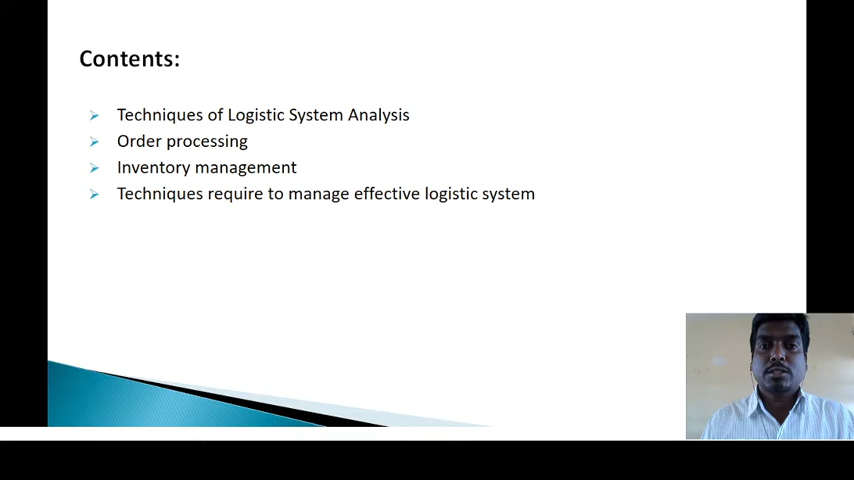 Contents:
Techniques of Logistic System Analysis
Order processing
Inventory management
Techniques require to manage effective logistic system